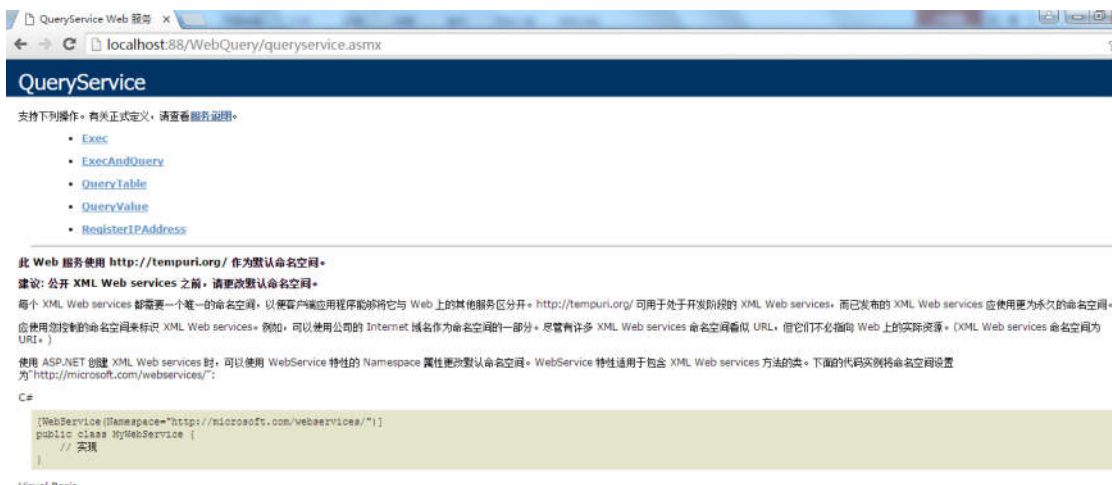 QueryService Web 服务
localhost:88/WebQuery/queryservice.asmx
QueryService
支持下列操作。有关正式定义，请查看服务说明。
• Exec
• ExecAndQuery
• QueryTable
• QueryValue
• RegisterIPAddress
此 Web 服务使用 http://tempuri.org/ 作为默认命名空间。
建议: 公开 XML Web services 之前，请更改默认命名空间。
每个 XML Web services 都需要一个唯一的命名空间，以便客户端应用程序能够将它与 Web 上的其他服务区分开。http://tempuri.org/ 可用于处于开发阶段的 XML Web services，而已发布的 XML Web services 应使用更为永久的命名空间。
应使用您控制的命名空间来标识 XML Web services。例如，可以使用公司的 Internet 域名作为命名空间的一部分。尽管有许多 XML Web services 命名空间看似 URL，但它们不必指向 Web 上的实际资源。(XML Web services 命名空间为
URI。)
使用 ASP.NET 创建 XML Web services 时，可以使用 WebService 特性的 Namespace 属性更改默认命名空间。WebService 特性适用于包含 XML Web services 方法的类。下面的代码实例将命名空间设置
为"http://microsoft.com/webservices/":
C#
[WebService(Namespace="http://microsoft.com/webservices/")]
public class MyWebService {
// 实现
}